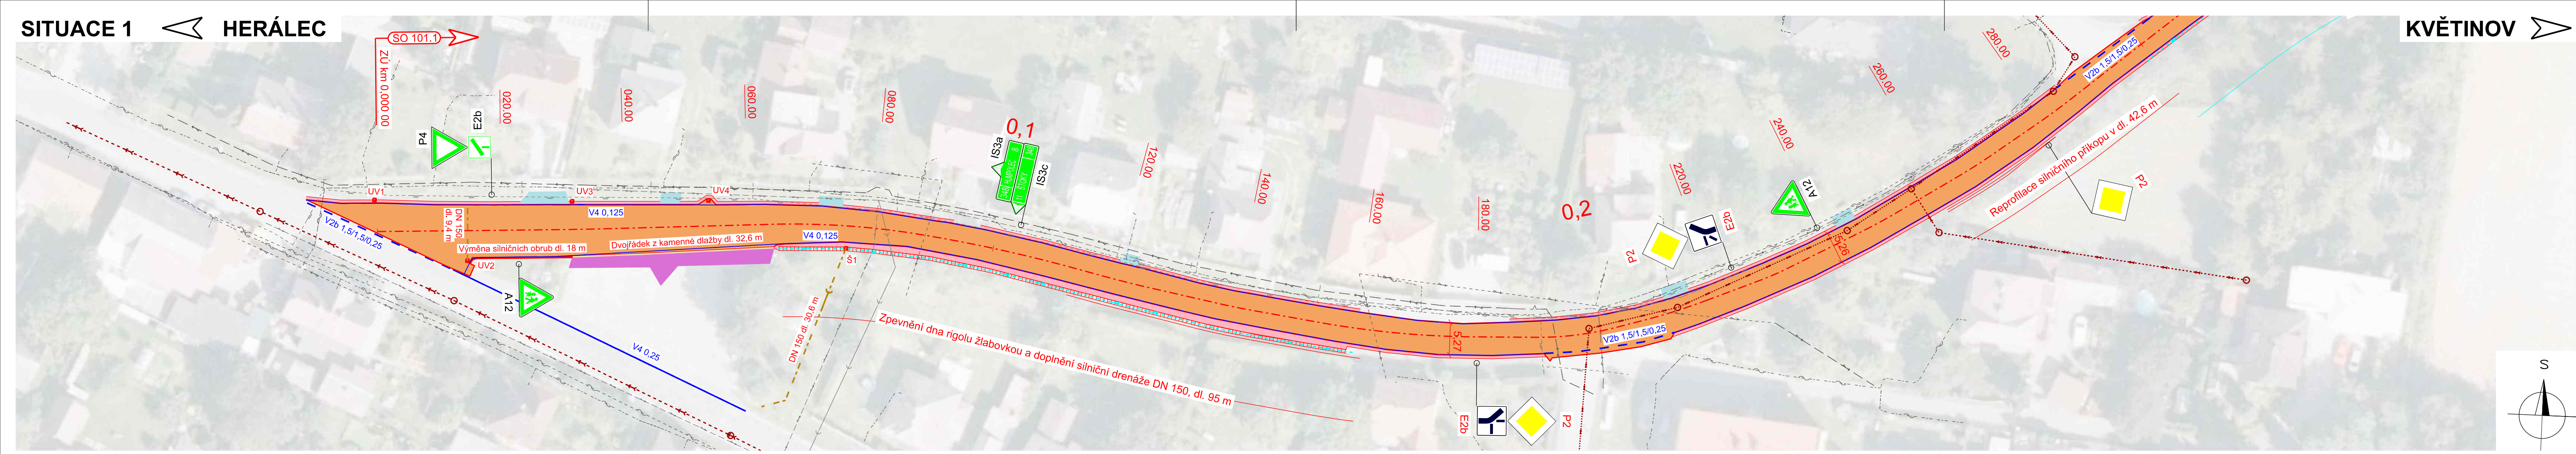 SITUACE 1
HERÁLEC
KVĚTINOV
SO 101.1
ZÚ km 0,000 00
020.00
040.00
060.00
080.00
0,1
120.00
140.00
160.00
180.00
0,2
220.00
240.00
260.00
280.00
P4
E2b
IS3a
IS3c
UV1
UV3
UV4
V4 0,125
V2b 1,5/1,5/0,25
DN 150
dl. 9,4 m
Výměna silničních obrub dl. 18 m
Dvojřádek z kamenné dlažby dl. 32,6 m
V4 0,125
UV2
Š1
A12
V4 0,25
DN 150 dl. 30,6 m
Zpevnění dna rigolu žlabovkou a doplnění silniční drenáže DN 150, dl. 95 m
5,27
E2b
P2
V2b 1,5/1,5/0,25
P2
E2b
A12
5,26
Reprofilace silničního příkopu v dl. 42,6 m
P2
V2b 1,5/1,5/0,25
S